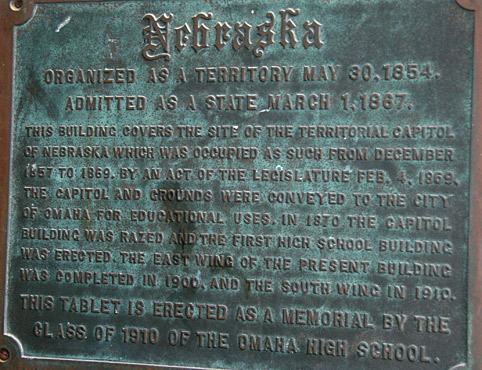 Nebraska
ORGANIZED AS A TERRITORY MAY 30, 1854.
ADMITTED AS A STATE MARCH 1, 1867.
THIS BUILDING COVERS THE SITE OF THE TERRITORIAL CAPITOL
OF NEBRASKA WHICH WAS OCCUPIED AS SUCH FROM DECEMBER
1857 TO 1869. BY AN ACT OF THE LEGISLATURE FEB. 4, 1869,
THE CAPITOL AND GROUNDS WERE CONVEYED TO THE CITY
OF OMAHA FOR EDUCATIONAL USES. IN 1870 THE CAPITOL
BUILDING WAS RAZED AND THE FIRST HIGH SCHOOL BUILDING
WAS ERECTED. THE EAST WING OF THE PRESENT BUILDING
WAS COMPLETED IN 1900, AND THE SOUTH WING IN 1910.
THIS TABLET IS ERECTED AS A MEMORIAL BY THE
CLASS OF 1910 OF THE OMAHA HIGH SCHOOL.